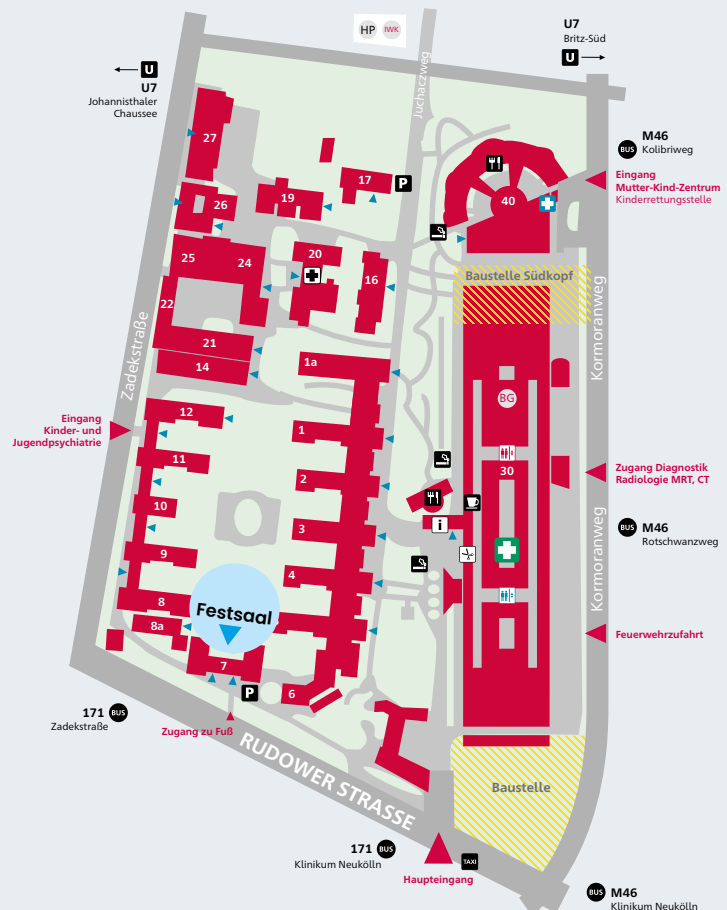 HP
IWK
U7
Britz-Süd
U
U
U7
Johannisthaler
Chaussee
Juchaczweg
M46
BUS
Kolibriweg
Eingang
Mutter-Kind-Zentrum
Kinderrettungsstelle
27
17
P
19
26
40
20
25
24
16
22
Baustelle Südkopf
Zadekstraße
Kormoranweg
21
14
1a
12
BG
Eingang
Kinder- und
Jugendpsychiatrie
1
11
30
Zugang Diagnostik
Radiologie MRT, CT
2
10
i
M46
BUS
Rotschwanzweg
3
9
4
Kormoranweg
8
Festsaal
8a
Feuerwehrzufahrt
7
P
6
171
BUS
Zadekstraße
Zugang zu Fuß
RUDOWER STRASSE
Baustelle
171
BUS
Klinikum Neukölln
TAXI
Haupteingang
BUS
M46
Klinikum Neukölln